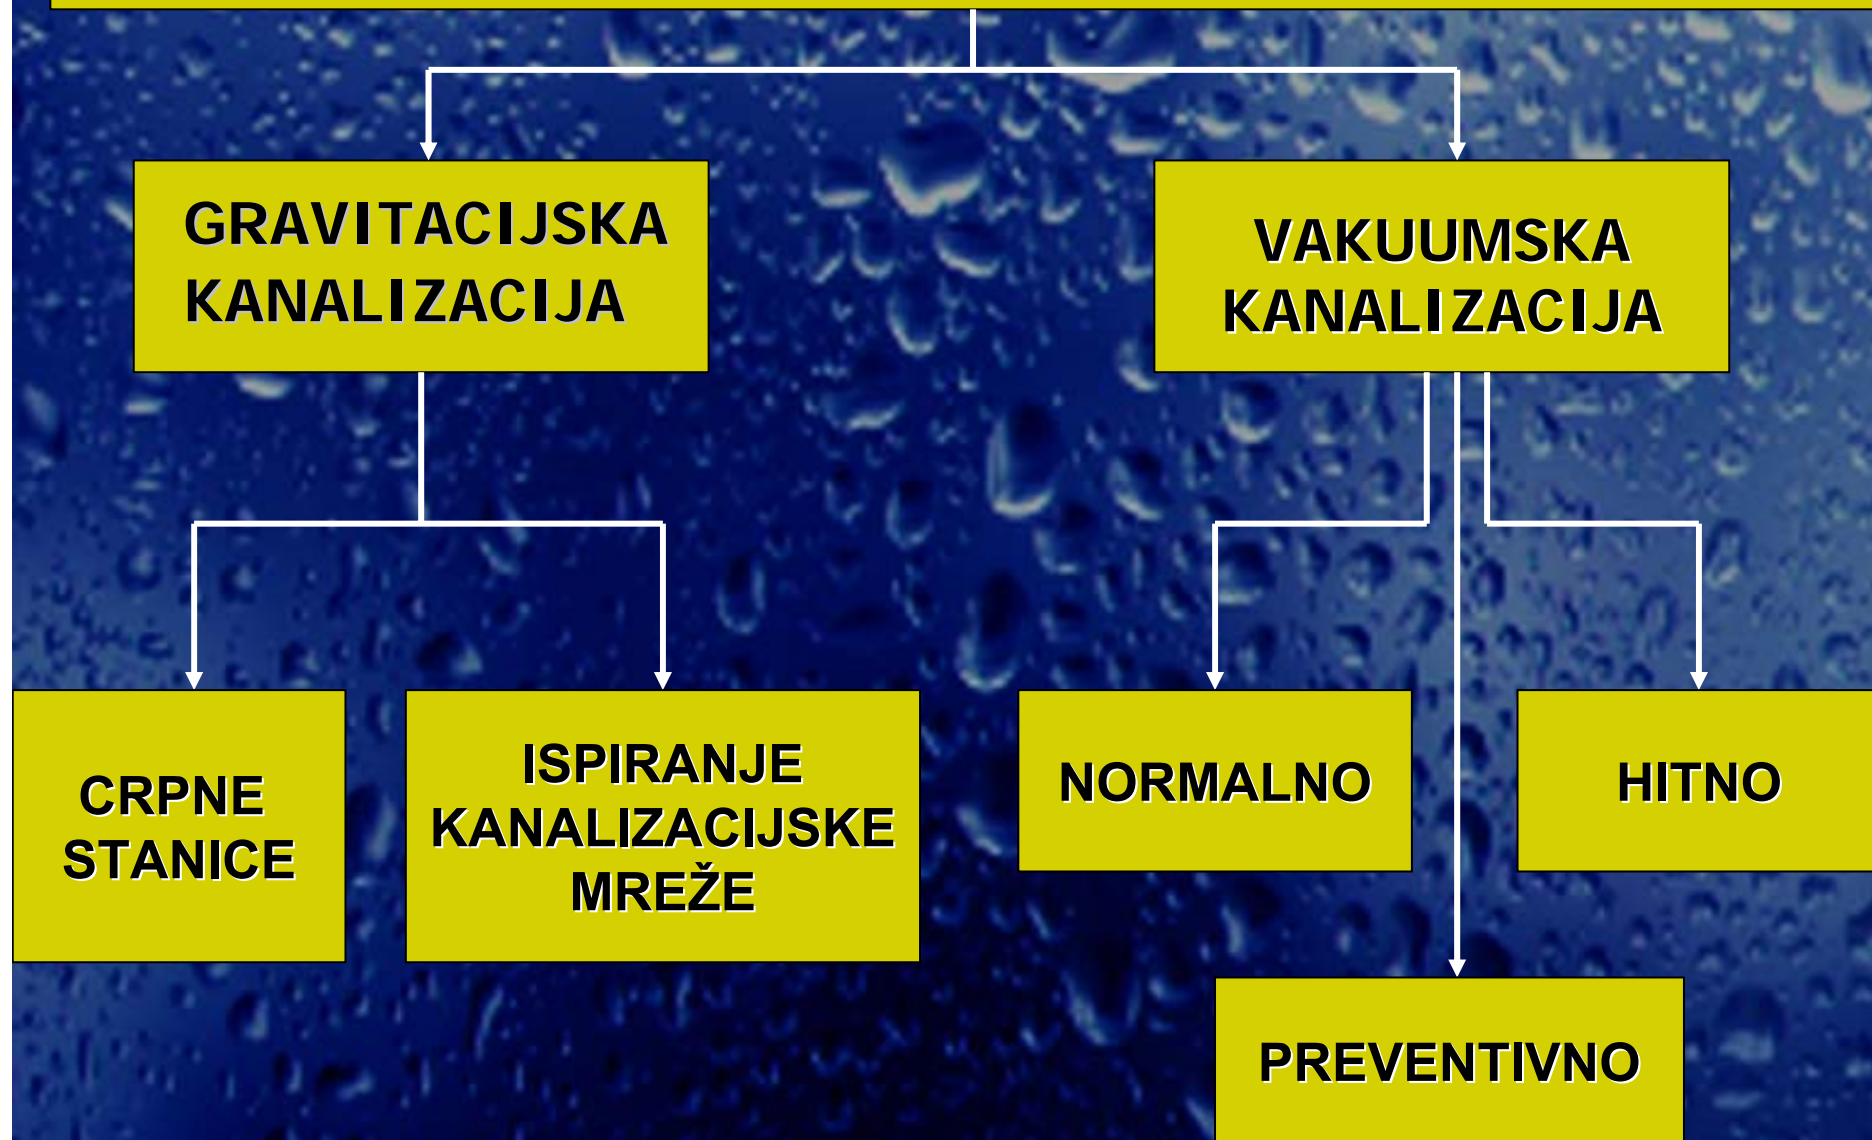 GRAVITACIJSKA
KANALIZACIJA
VAKUUMSKA
KANALIZACIJA
CRPNE
STANICE
ISPIRANJE
KANALIZACIJSKE
MREŽE
NORMALNO
HITNO
PREVENTIVNO